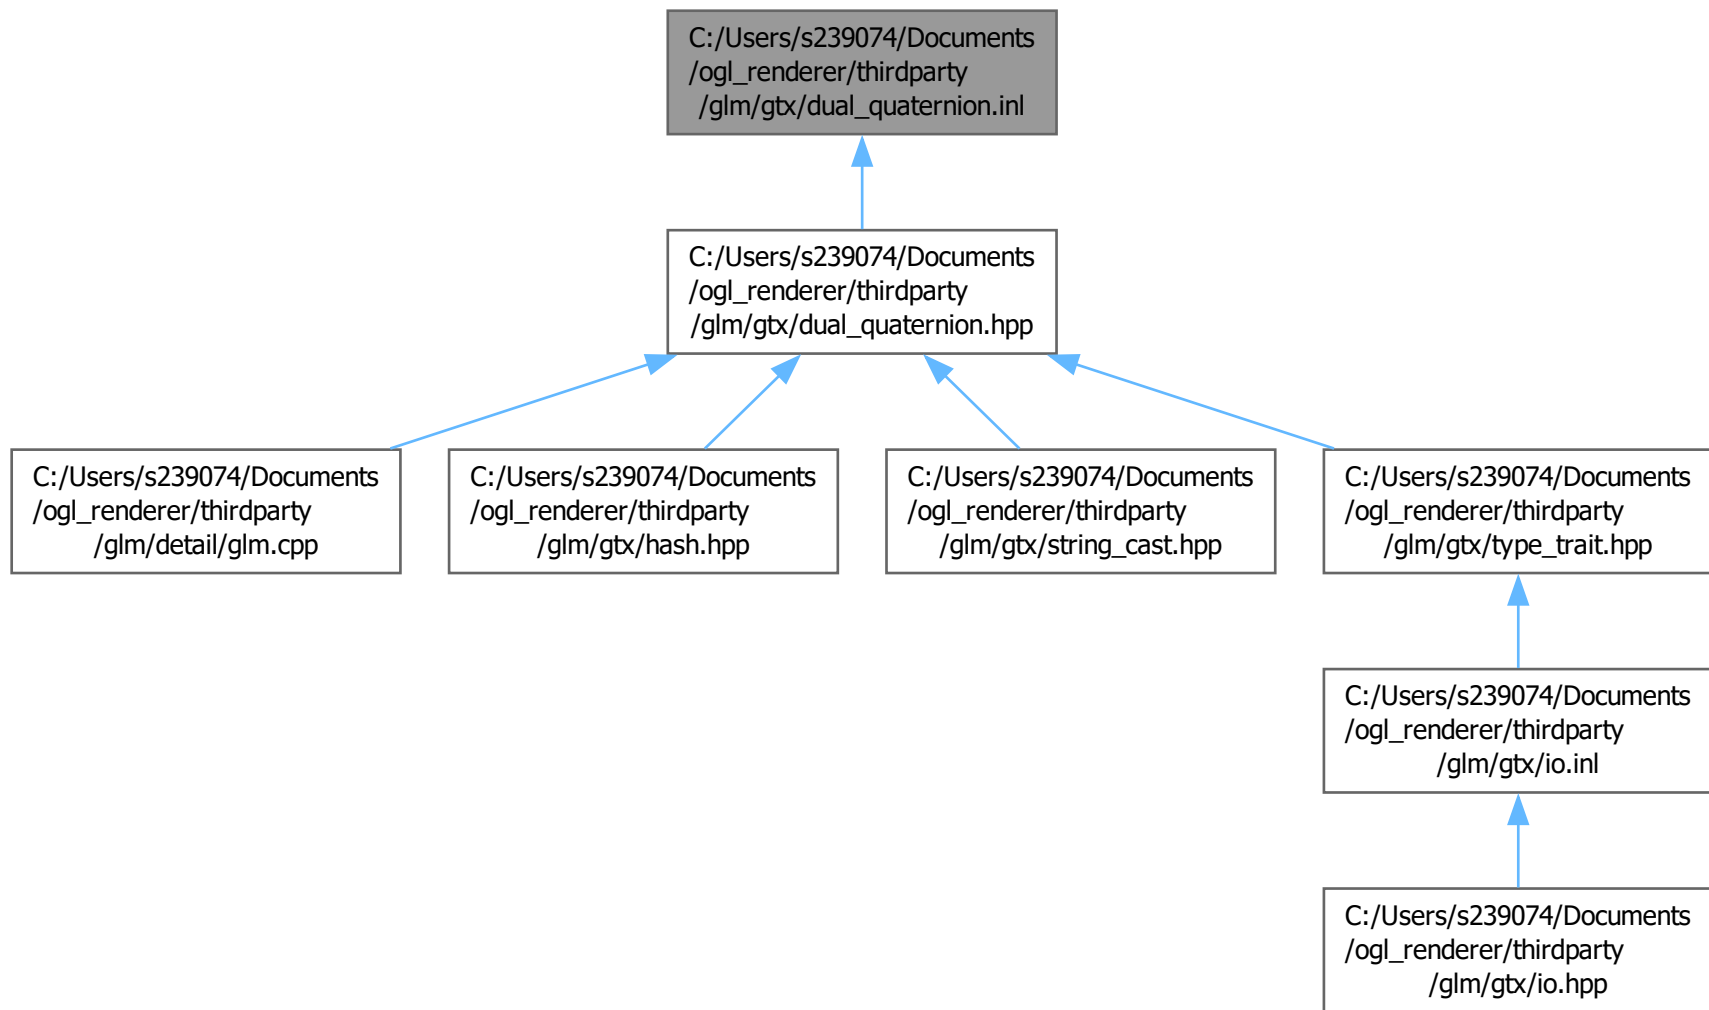 C:/Users/s239074/Documents
/ogl_renderer/thirdparty
/glm/gtx/dual_quaternion.inl
C:/Users/s239074/Documents
/ogl_renderer/thirdparty
/glm/gtx/dual_quaternion.hpp
C:/Users/s239074/Documents
/ogl_renderer/thirdparty
/glm/detail/glm.cpp
C:/Users/s239074/Documents
/ogl_renderer/thirdparty
/glm/gtx/hash.hpp
C:/Users/s239074/Documents
/ogl_renderer/thirdparty
/glm/gtx/string_cast.hpp
C:/Users/s239074/Documents
/ogl_renderer/thirdparty
/glm/gtx/type_trait.hpp
C:/Users/s239074/Documents
/ogl_renderer/thirdparty
/glm/gtx/io.inl
C:/Users/s239074/Documents
/ogl_renderer/thirdparty
/glm/gtx/io.hpp